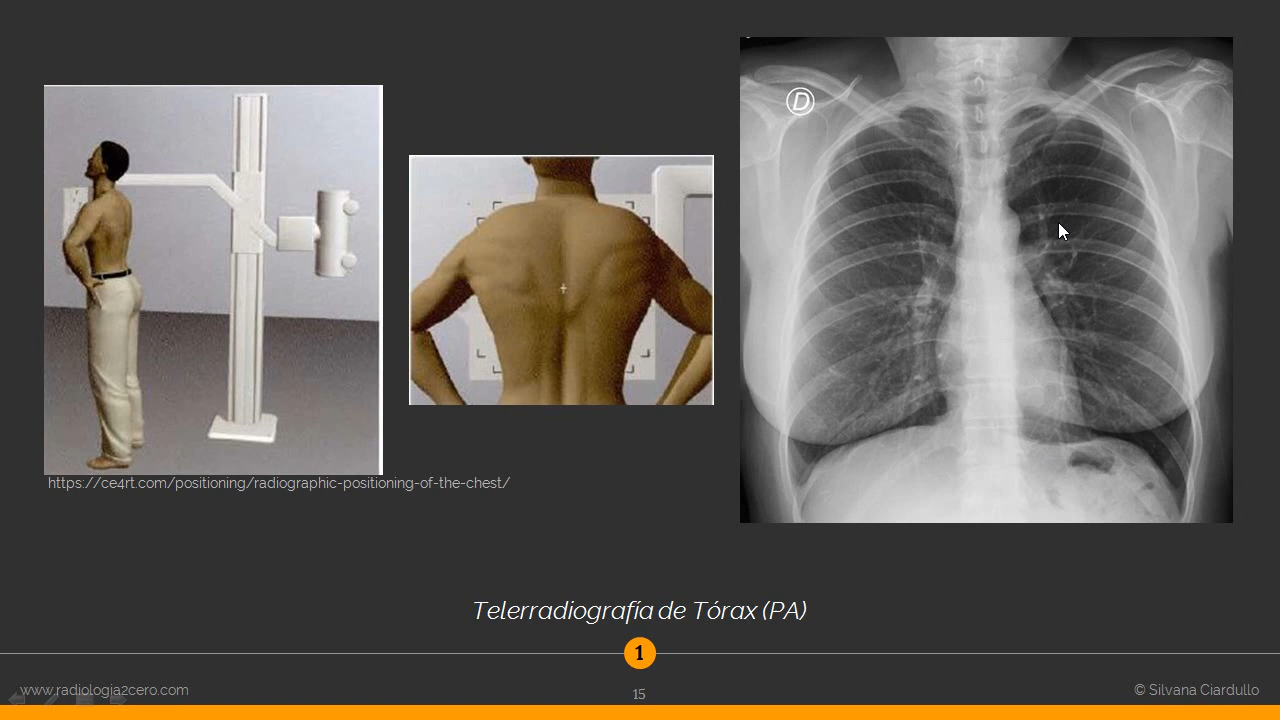 D
https://ce4rt.com/positioning/radiographic-positioning-of-the-chest/
Telerradiografía de Tórax (PA)
1
www.radiologia2cero.com
15
© Silvana Ciardullo